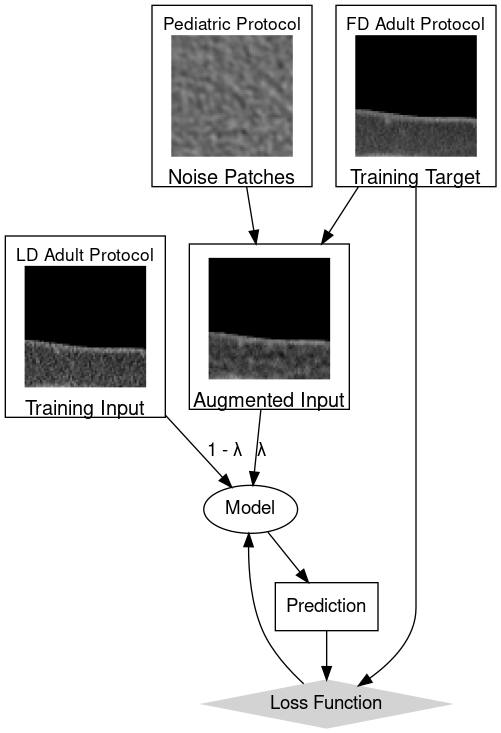 Pediatric Protocol
Noise Patches
FD Adult Protocol
Training Target
LD Adult Protocol
Training Input
Augmented Input
1 - λ
λ
Model
Prediction
Loss Function